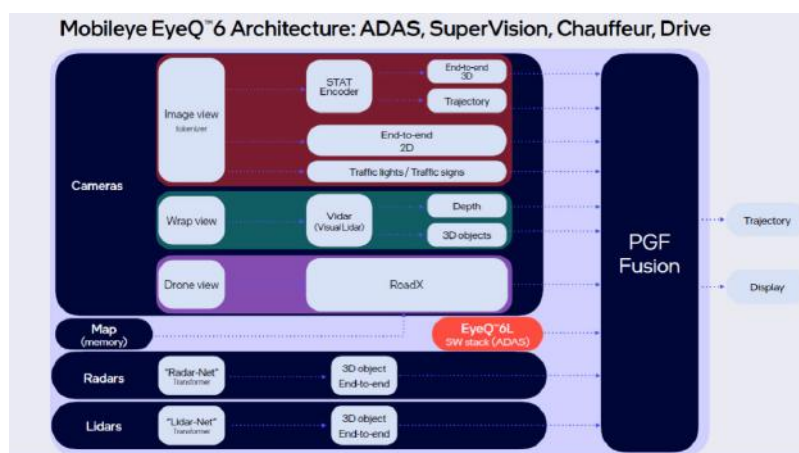 Mobileye EyeQ™6 Architecture: ADAS, SuperVision, Chauffeur, Drive
Cameras
Image view
tokenizer
STAT
Encoder
End-to-end
3D
Trajectory
End-to-end
2D
Traffic lights / Traffic signs
Wrap view
Vidar
(Visual Lidar)
Depth
3D objects
Drone view
RoadX
Map
(memory)
EyeQ™6L
SW stack (ADAS)
Radars
"Radar-Net"
Transformer
3D object
End-to-end
Lidars
"Lidar-Net"
Transformer
3D object
End-to-end
PGF
Fusion
Trajectory
Display